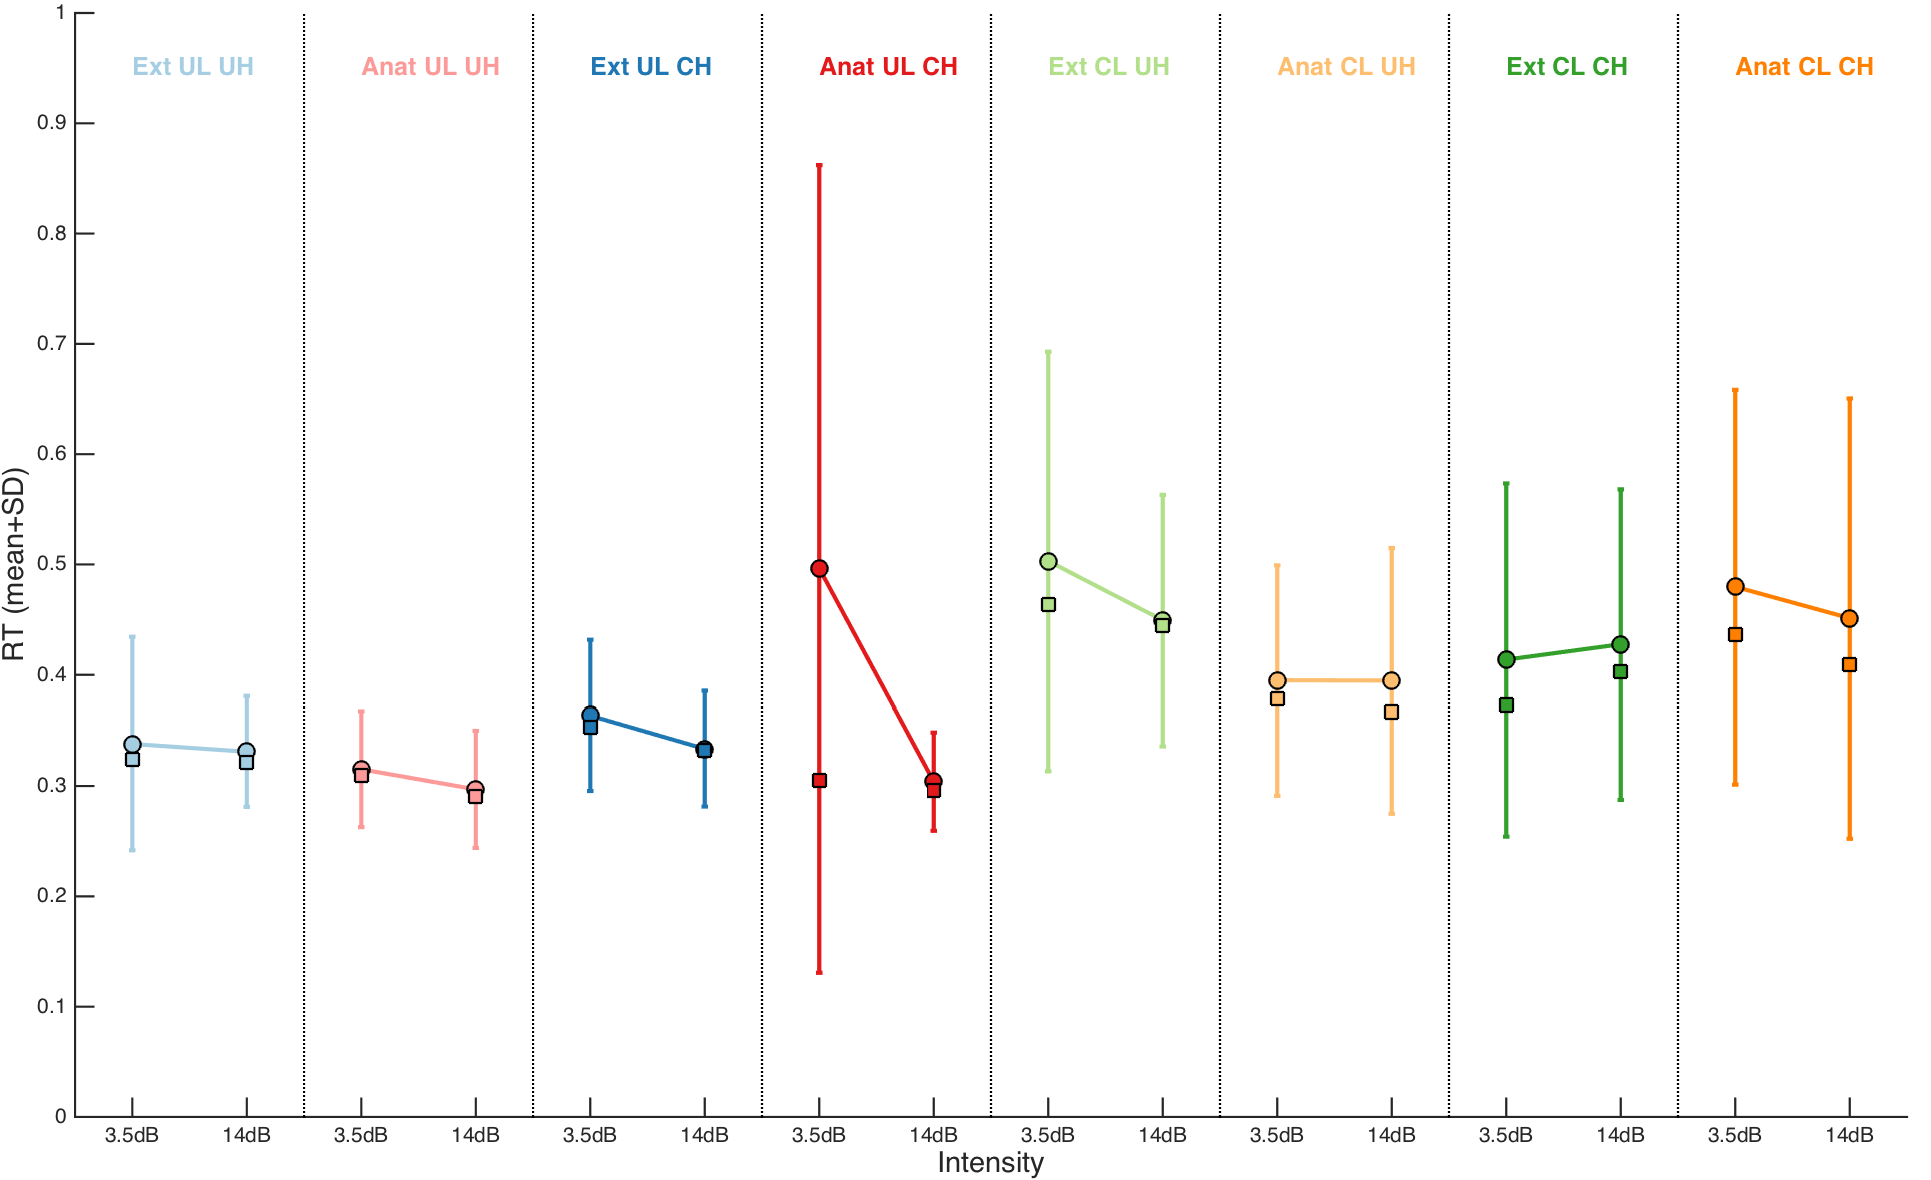 Ext UL UH Anat UL UH Ext UL CH Anat UL CH Ext CL UH Anat CL UH Ext CL CH Anat CL CH
1
0.9
0.8
0.7
0.6
0.5
0.4
0.3
0.2
0.1
0
RT (mean+SD)
3.5dB 14dB 3.5dB 14dB 3.5dB 14dB 3.5dB 14dB 3.5dB 14dB 3.5dB 14dB 3.5dB 14dB 3.5dB 14dB
Intensity